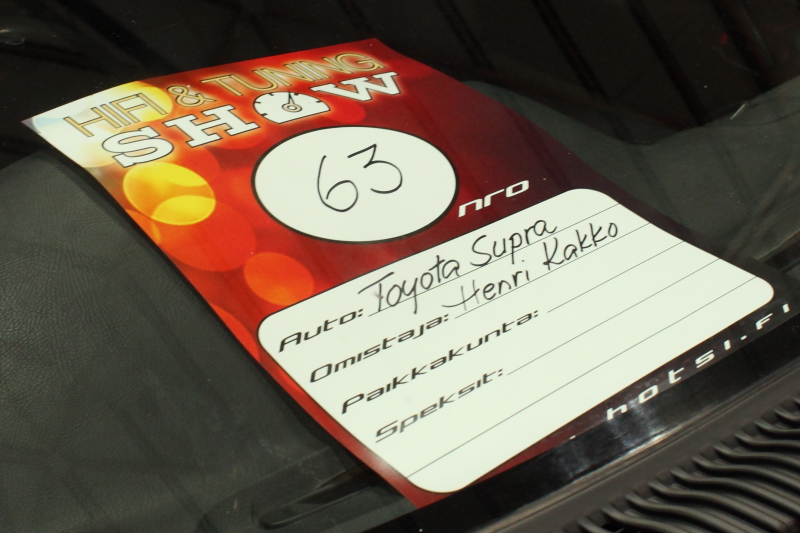 HIFI & TUNING
SHOW
63
nro
Auto: Toyota Supra
Omistaja: Henri Kakko
Paikkakunta:
Speksit:
hotsi.fi